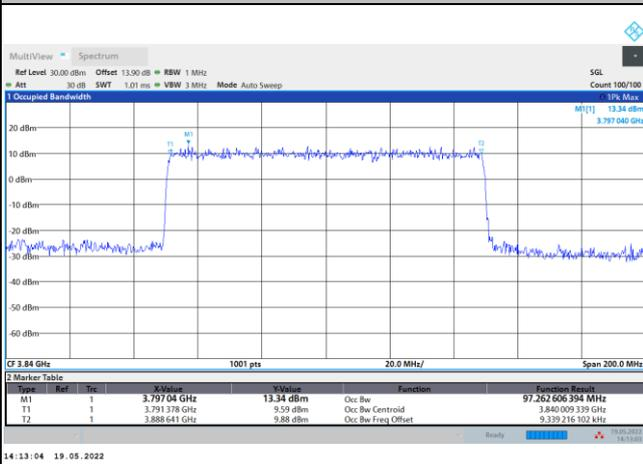 MultiView Spectrum
Ref Level 30.00 dBm Offset 13.90 dB RBW 1 MHz SGL
Att 30 dB SWT 1.01 ms VBW 3 MHz Mode Auto Sweep Count 100/100
1 Occupied Bandwidth 1Pk Max
M1[1] 13.34 dBm
3.797 040 GHz
20 dBm
M1
T1 T2
10 dBm
0 dBm
-10 dBm
-20 dBm
-30 dBm
-40 dBm
-50 dBm
-60 dBm
CF 3.84 GHz 1001 pts 20.0 MHz/ Span 200.0 MHz
2 Marker Table
Type Ref Trc X-Value Y-Value Function Function Result
M1 1 3.797 04 GHz 13.34 dBm Occ Bw 97.262 606 394 MHz
T1 1 3.791 378 GHz 9.59 dBm Occ Bw Centroid 3.840 009 339 GHz
T2 1 3.888 641 GHz 9.88 dBm Occ Bw Freq Offset 9.339 216 102 kHz
Ready 19.05.2022
14:13:03
14:13:04 19.05.2022